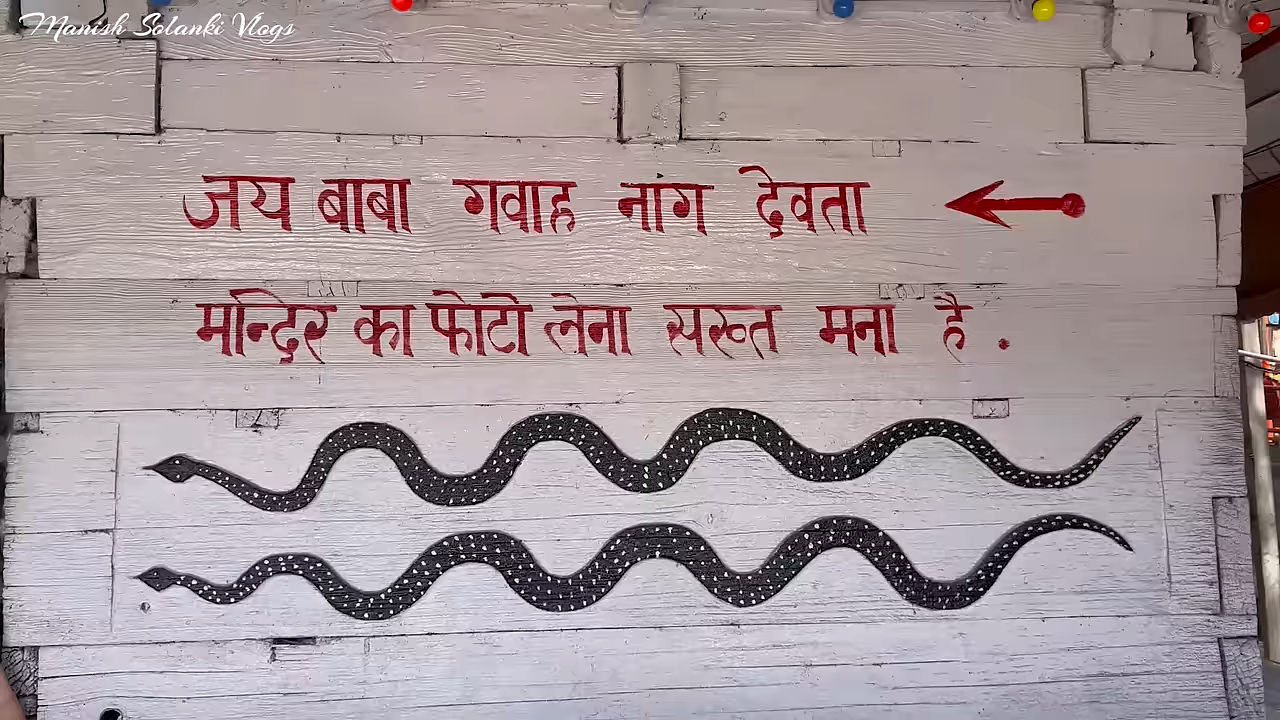 Manish Solanki Vlogs
जय बाबा गवाह नाग देवता
मन्दिर का फोटो लेना सख्त मना है .